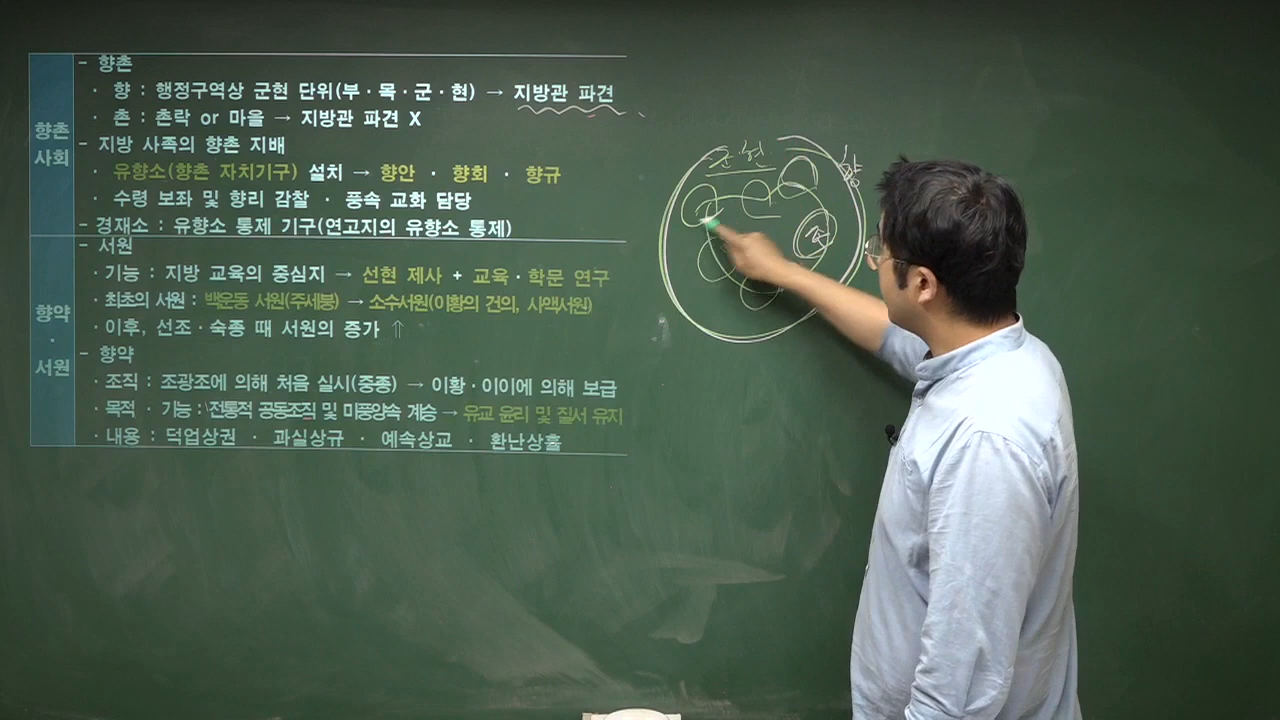 향촌
사회
- 향촌
· 향 : 행정구역상 군현 단위(부·목·군·현) → 지방관 파견
· 촌 : 촌락 or 마을 → 지방관 파견 X
- 지방 사족의 향촌 지배
· 유향소(향촌 자치기구) 설치 → 향안 · 향회 · 향규
· 수령 보좌 및 향리 감찰 · 풍속 교화 담당
- 경재소 : 유향소 통제 기구(연고지의 유향소 통제)
향약
·
서원
- 서원
· 기능 : 지방 교육의 중심지 → 선현 제사 + 교육·학문 연구
· 최초의 서원 : 백운동 서원(주세붕) → 소수서원(이황의 건의, 사액서원)
· 이후, 선조·숙종 때 서원의 증가 ↑
- 향약
· 조직 : 조광조에 의해 처음 실시(중종) → 이황·이이에 의해 보급
· 목적 · 기능 : 전통적 공동조직 및 미풍양속 계승 → 유교 윤리 및 질서 유지
· 내용 : 덕업상권 · 과실상규 · 예속상교 · 환난상휼
군현
향
촌